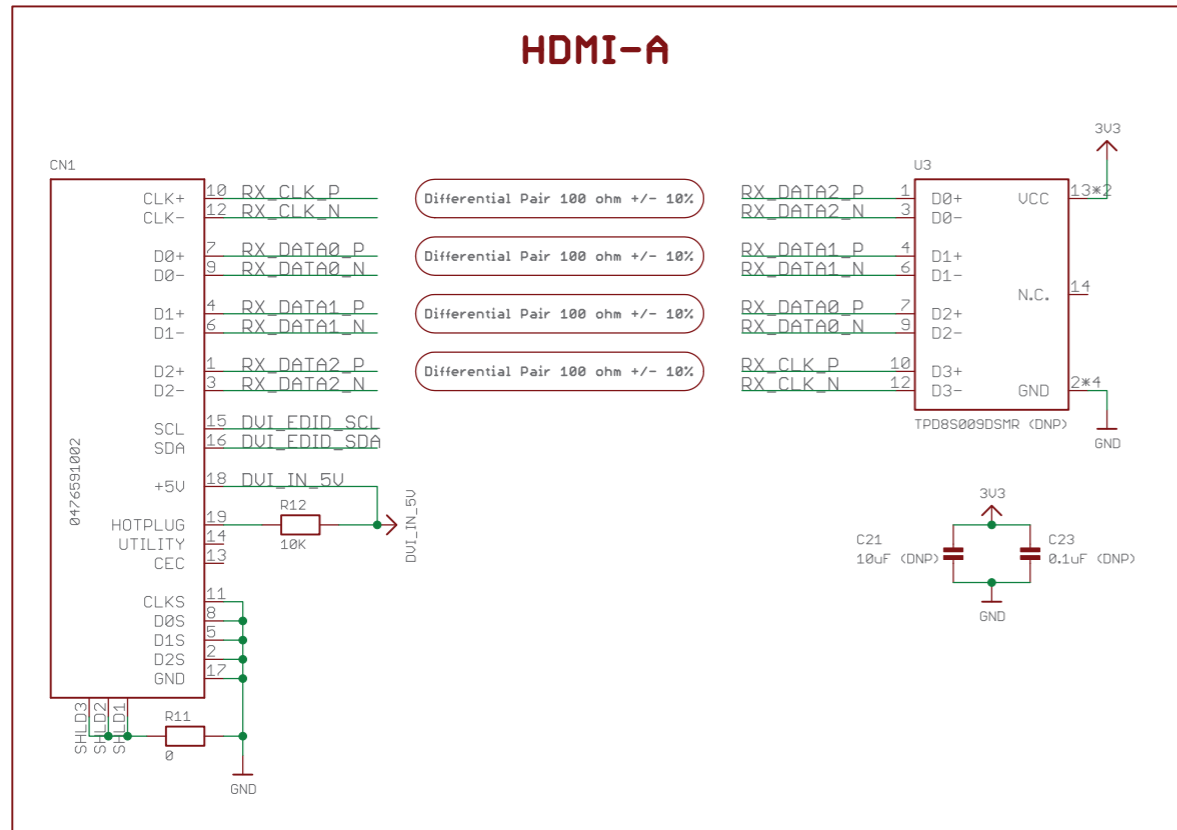 HDMI-A
CN1
0476591002
CLK+ 10 RX_CLK_P
CLK- 12 RX_CLK_N
D0+ 7 RX_DATA0_P
D0- 9 RX_DATA0_N
D1+ 4 RX_DATA1_P
D1- 6 RX_DATA1_N
D2+ 1 RX_DATA2_P
D2- 3 RX_DATA2_N
SCL 15 DVI_EDID_SCL
SDA 16 DVI_EDID_SDA
+5V 18 DVI_IN_5V
HOTPLUG 19
UTILITY 14
CEC 13
CLKS 11
D0S 8
D1S 5
D2S 2
GND 17
SHLD3
SHLD2
SHLD1
R12
10K
DVI_IN_5V
R11
0
GND
Differential Pair 100 ohm +/- 10%
Differential Pair 100 ohm +/- 10%
Differential Pair 100 ohm +/- 10%
Differential Pair 100 ohm +/- 10%
U3
RX_DATA2_P 1 D0+
RX_DATA2_N 3 D0-
RX_DATA1_P 4 D1+
RX_DATA1_N 6 D1-
RX_DATA0_P 7 D2+
RX_DATA0_N 9 D2-
RX_CLK_P 10 D3+
RX_CLK_N 12 D3-
VCC 13*2
3V3
N.C. 14
GND 2*4
GND
TPD8S009DSMR (DNP)
3V3
C21
10uF (DNP)
C23
0.1uF (DNP)
GND